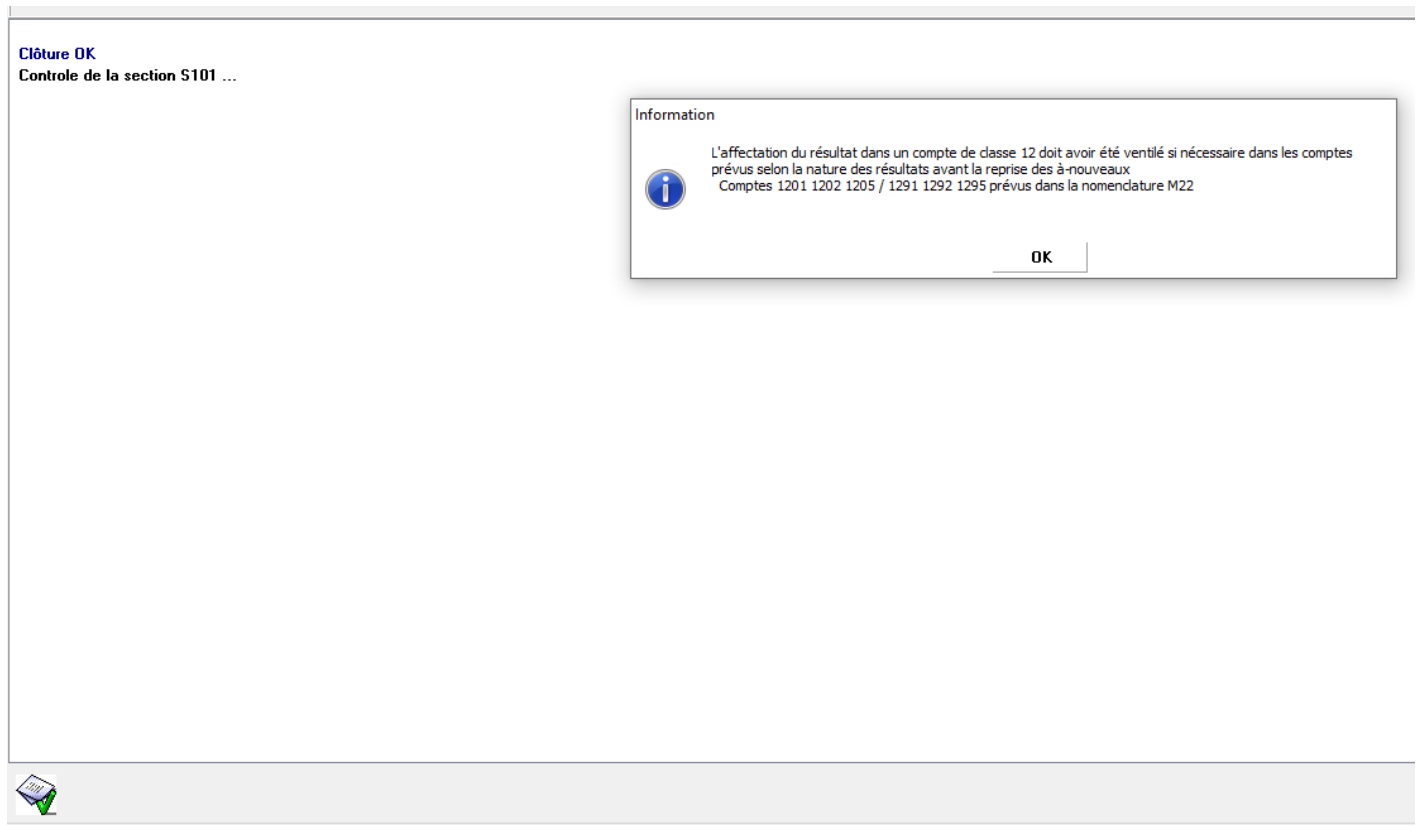 Clôture OK
Controle de la section S101 ...
Information
L'affectation du résultat dans un compte de classe 12 doit avoir été ventilé si nécessaire dans les comptes
prévus selon la nature des résultats avant la reprise des à-nouveaux
Comptes 1201 1202 1205 / 1291 1292 1295 prévus dans la nomenclature M22
OK